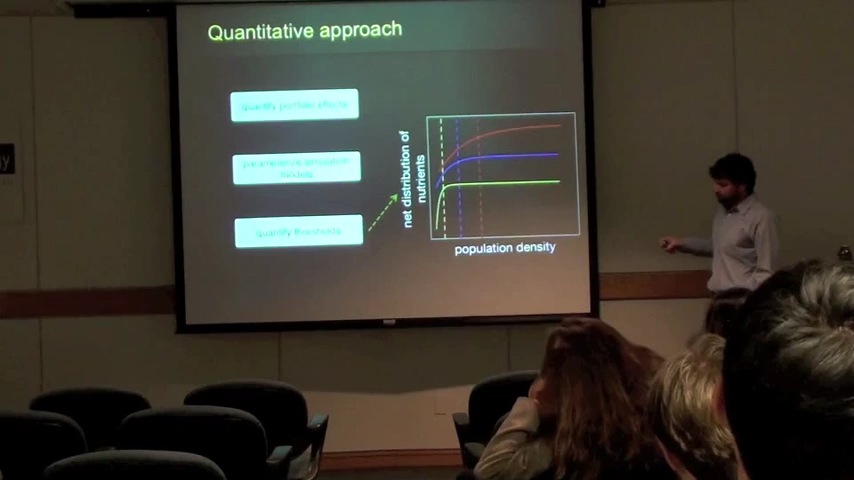 Quantitative approach
quantify portfolio effects
parameterize simulation
models
quantify thresholds
net distribution of
nutrients
population density